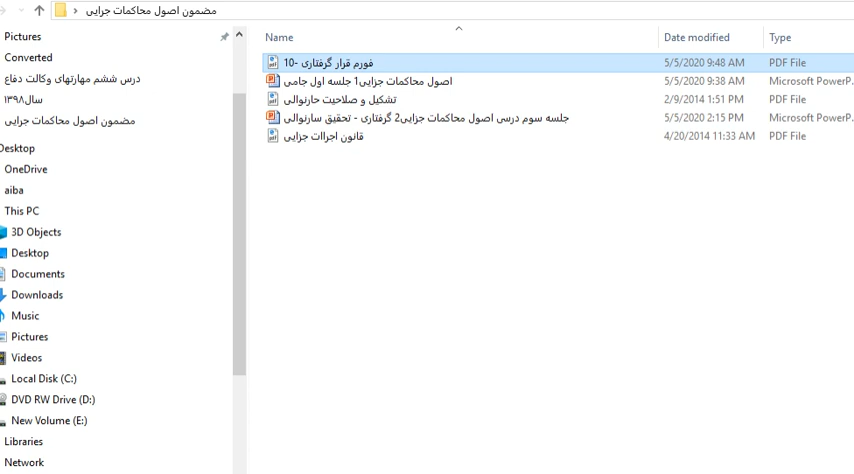 مضمون اصول محاکمات جزایی
Pictures
Converted
درس ششم مهارتهای وکالت دفاع
سال۱۳۹۸
مضمون اصول محاکمات جزایی
Desktop
OneDrive
aiba
This PC
3D Objects
Desktop
Documents
Downloads
Music
Pictures
Videos
Local Disk (C:)
DVD RW Drive (D:)
New Volume (E:)
Libraries
Network
Name Date modified Type
10- فورم قرار گرفتاری 5/5/2020 9:48 AM PDF File
اصول محاکمات جزایی1 جلسه اول جامی 5/5/2020 9:38 AM Microsoft PowerP.
تشکیل و صلاحیت حارنوالی 2/9/2014 1:51 PM PDF File
جلسه سوم درسی اصول محاکمات جزایی2 گرفتاری - تحقیق سارنوالی 5/5/2020 2:15 PM Microsoft PowerP.
قانون اجراات جزایی 4/20/2014 11:33 AM PDF File